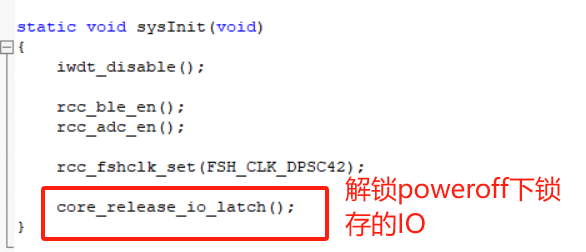 static void sysInit(void)
{
iwdt_disable();
rcc_ble_en();
rcc_adc_en();
rcc_fshclk_set(FSH_CLK_DPSC42);
core_release_io_latch();
解锁poweroff下锁
存的IO
}